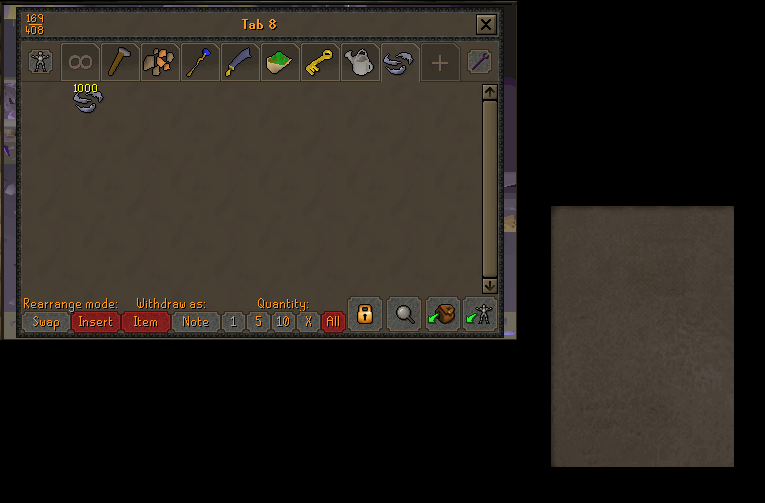 169
408
Tab 8
1000
Rearrange mode: Withdraw as: Quantity:
Swap Insert Item Note 1 5 10 X All